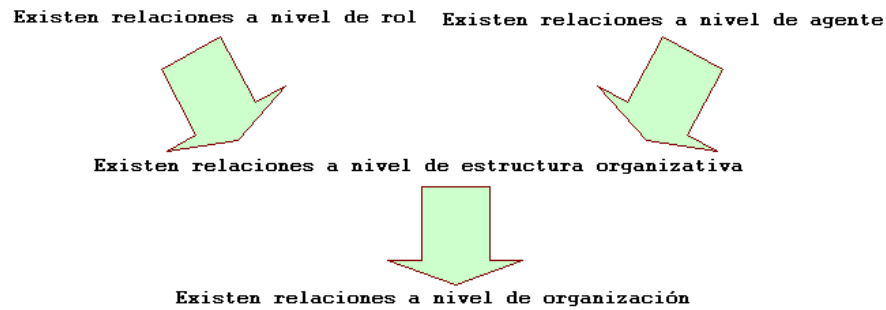 Existen relaciones a nivel de rol
Existen relaciones a nivel de agente
Existen relaciones a nivel de estructura organizativa
Existen relaciones a nivel de organización